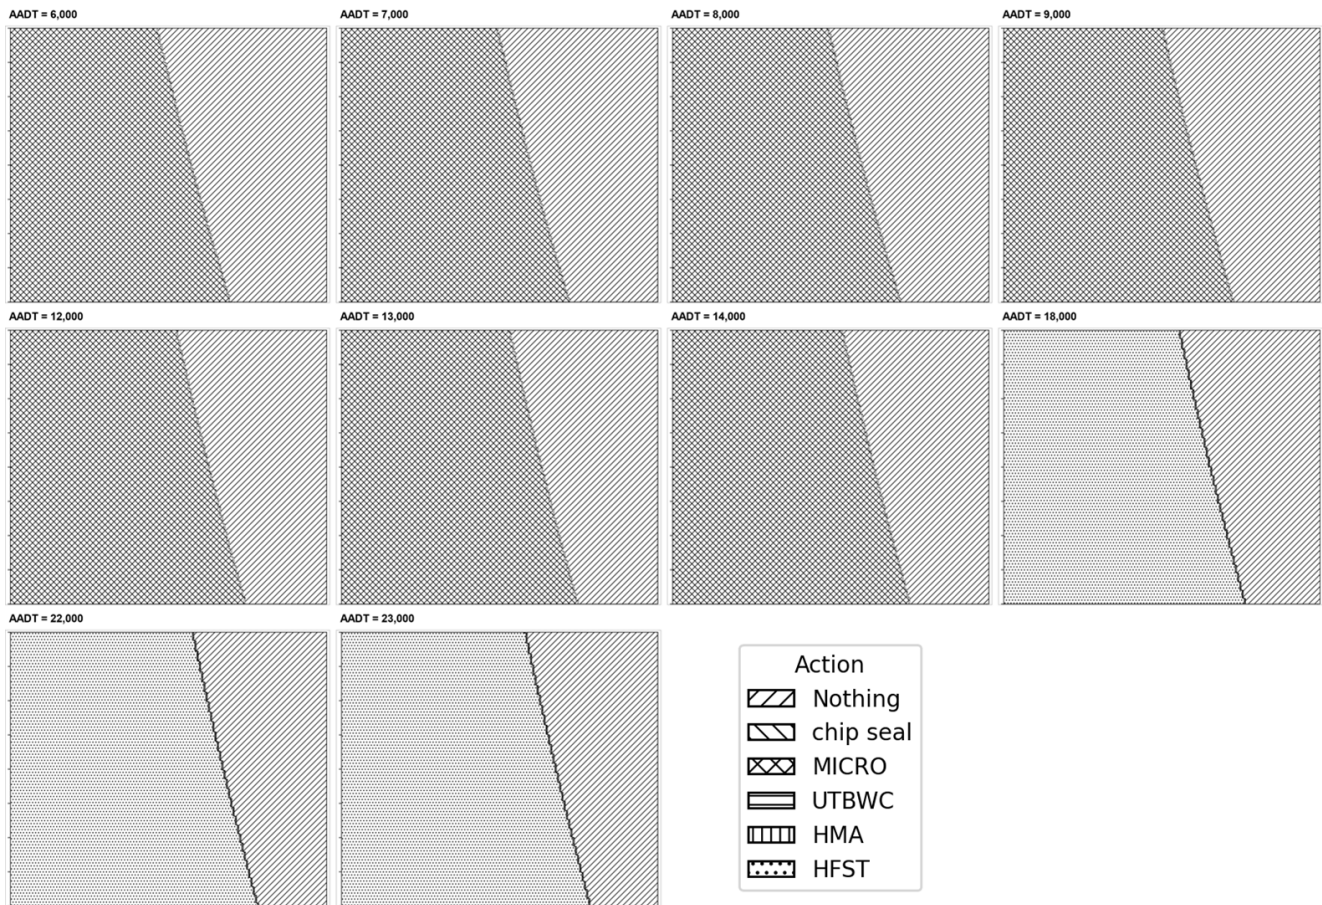 AADT = 6,000
AADT = 7,000
AADT = 8,000
AADT = 9,000
AADT = 12,000
AADT = 13,000
AADT = 14,000
AADT = 18,000
AADT = 22,000
AADT = 23,000
Action
Nothing
chip seal
MICRO
UTBWC
HMA
HFST